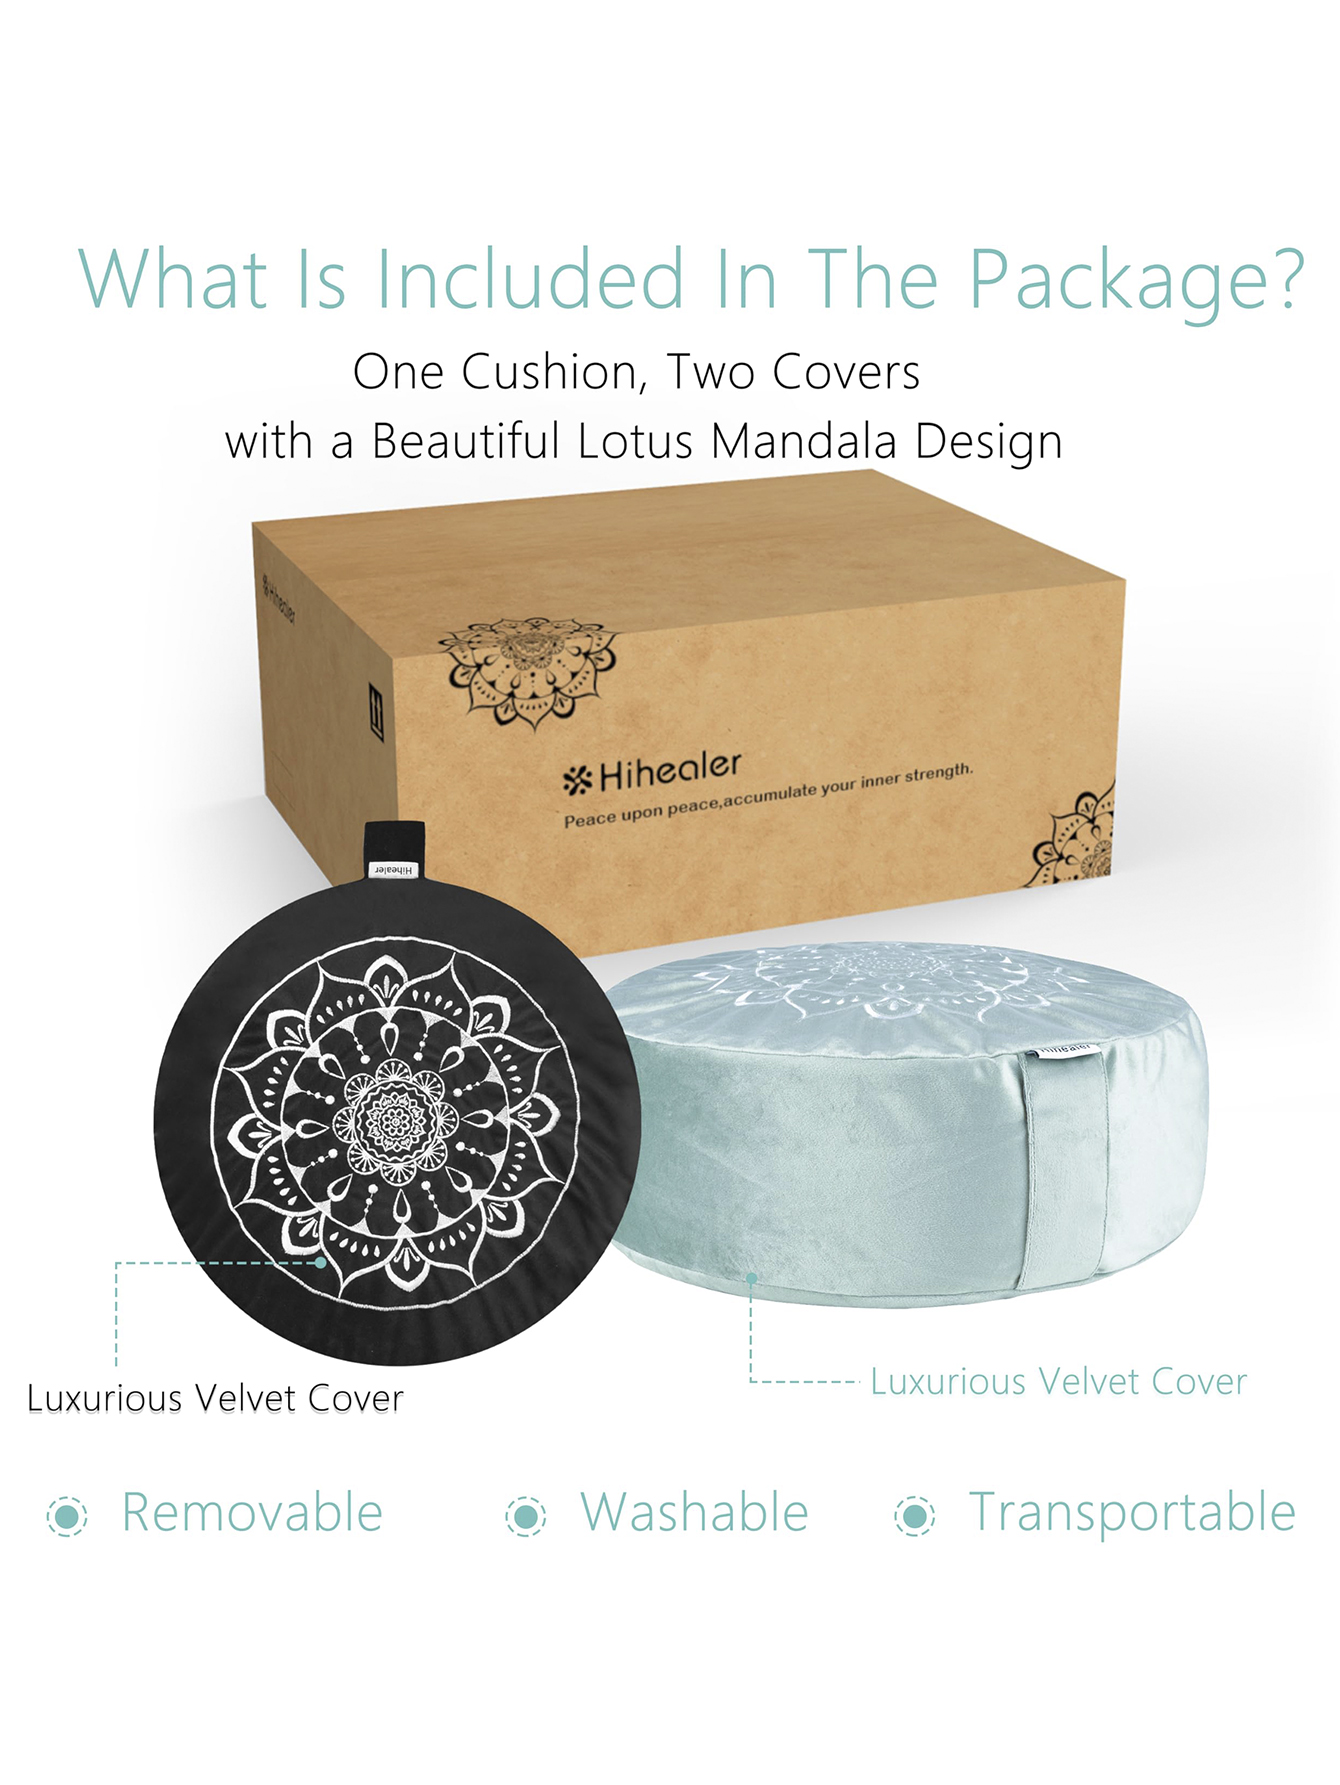 What Is Included In The Package?
One Cushion, Two Covers
with a Beautiful Lotus Mandala Design
Hihealer
Hihealer
Peace upon peace,accumulate your inner strength.
Hihealer
Hihealer
Luxurious Velvet Cover
Luxurious Velvet Cover
Removable
Washable
Transportable